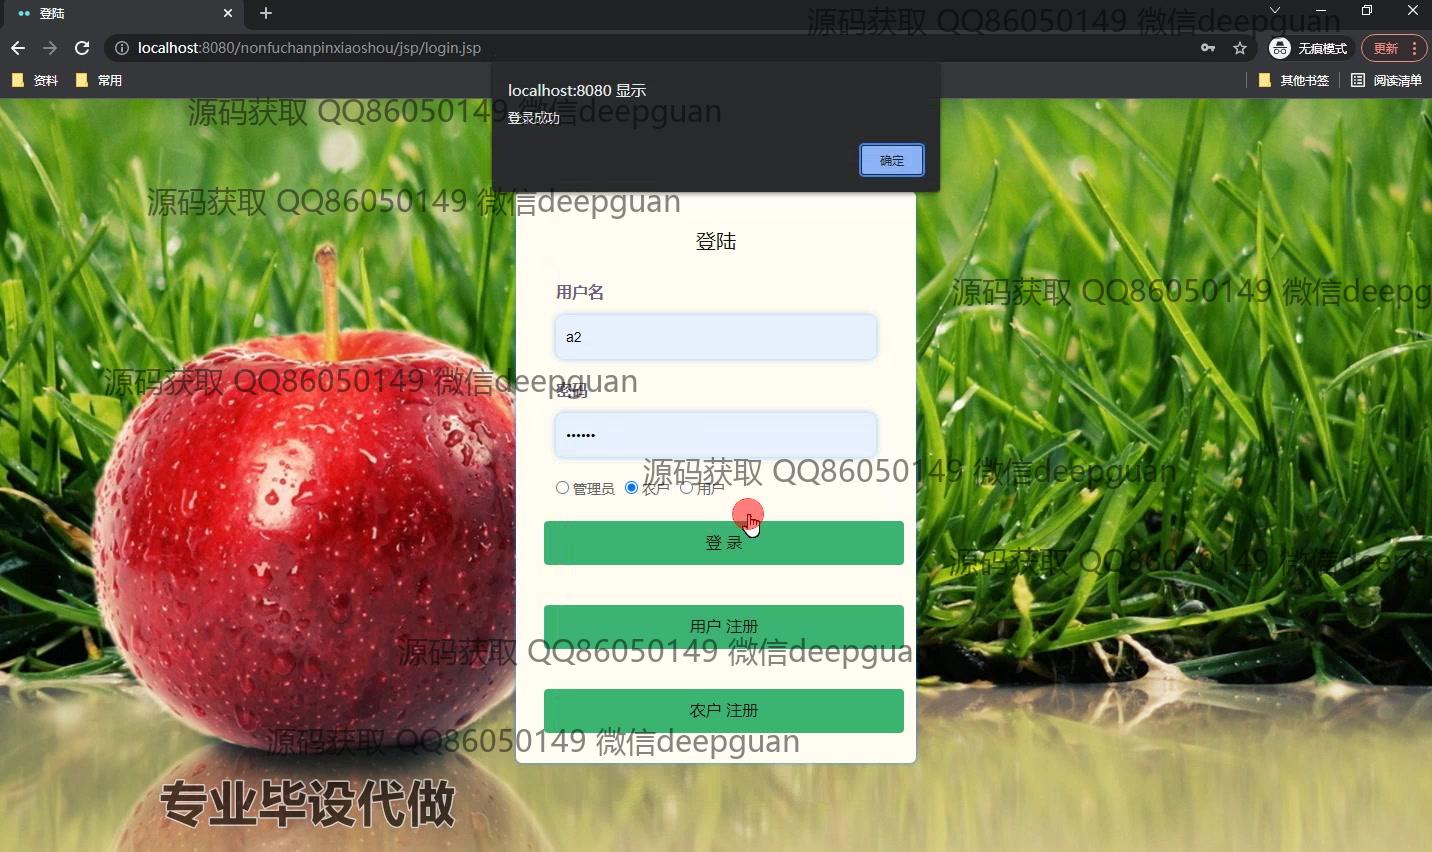 登陆
源码获取 QQ86050149 微信deepguan
localhost:8080/nonfuchanpinxiaoshou/jsp/login.jsp
无痕模式
更新
资料
常用
其他书签
阅读清单
localhost:8080 显示
源码获取 QQ86050149 微信deepguan
登录成功
确定
源码获取 QQ86050149 微信deepguan
登陆
用户名
源码获取 QQ86050149 微信deepg
a2
源码获取 QQ86050149 微信deepguan
密码
••••••
源码获取 QQ86050149 微信deepguan
管理员 农户 用户
登 录
源码获取 QQ86050149 微信deepg
用户 注册
源码获取 QQ86050149 微信deepgua
农户 注册
源码获取 QQ86050149 微信deepguan
专业毕设代做